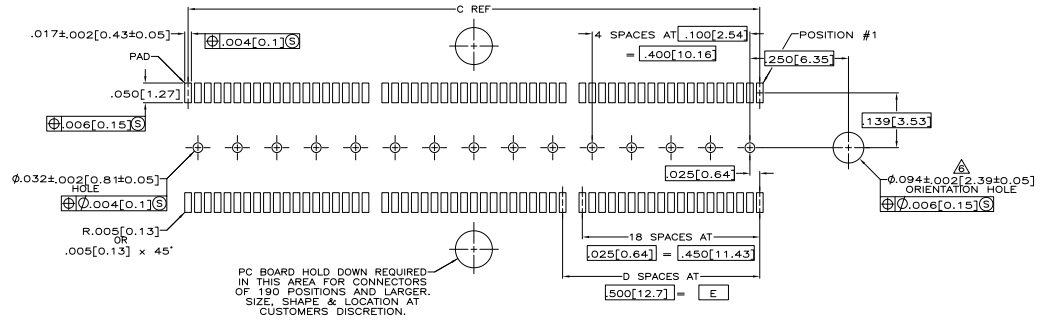 C REF
.017±.002[0.43±0.05]
⌖.004[0.1]Ⓢ
4 SPACES AT .100[2.54]
= .400[10.16]
POSITION #1
.250[6.35]
PAD
.050[1.27]
⌖.006[0.15]Ⓢ
.139[3.53]
Ø.032±.002[0.81±0.05]
HOLE
⌖Ø.004[0.1]Ⓢ
.025[0.64]
6
Ø.094±.002[2.39±0.05]
ORIENTATION HOLE
⌖Ø.006[0.15]Ⓢ
R.005[0.13]
OR
.005[0.13] x 45°
18 SPACES AT
.025[0.64] = .450[11.43]
D SPACES AT
.500[12.7] = E
PC BOARD HOLD DOWN REQUIRED
IN THIS AREA FOR CONNECTORS
OF 190 POSITIONS AND LARGER.
SIZE, SHAPE & LOCATION AT
CUSTOMERS DISCRETION.